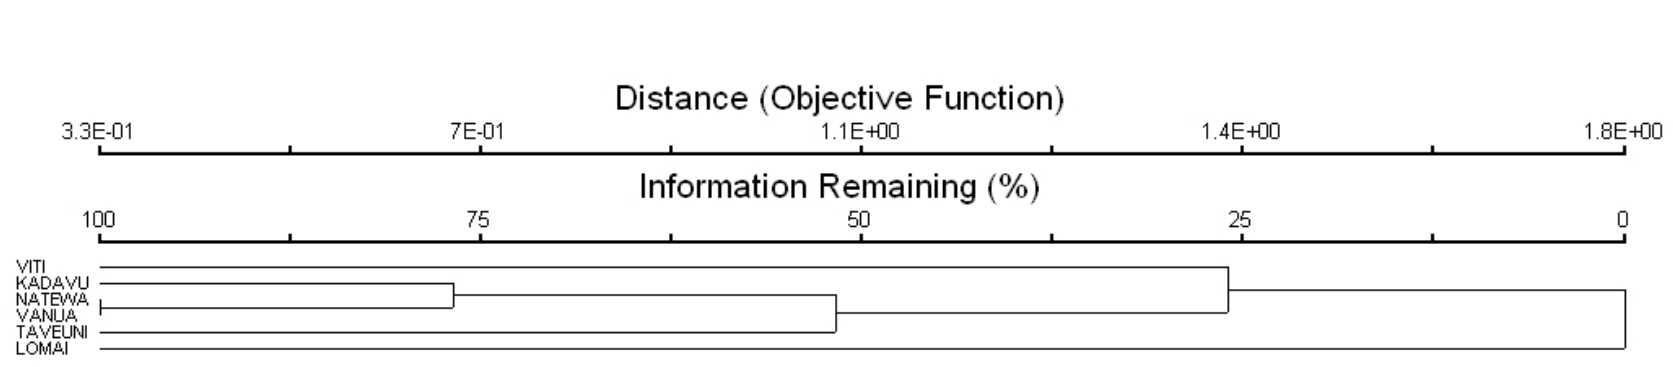 Distance (Objective Function)
3.3E-01 7E-01 1.1E+00 1.4E+00 1.8E+00
Information Remaining (%)
100 75 50 25 0
VITI
KADAVU
NATEWA
VANUA
TAVEUNI
LOMAI